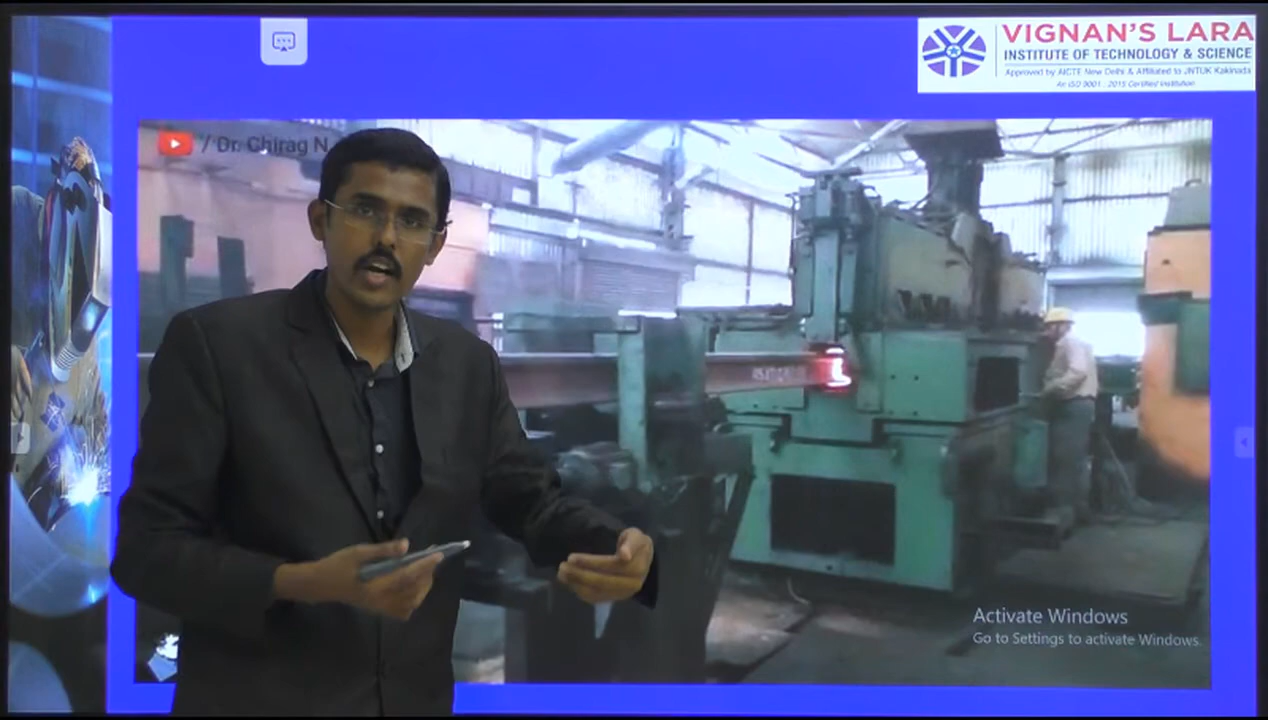 VIGNAN'S LARA
INSTITUTE OF TECHNOLOGY & SCIENCE
Approved by AICTE New Delhi & Affiliated to JNTUK Kakinada
An ISO 9001 : 2015 Certified Institution
/ Dr. Chirag N
Activate Windows
Go to Settings to activate Windows.